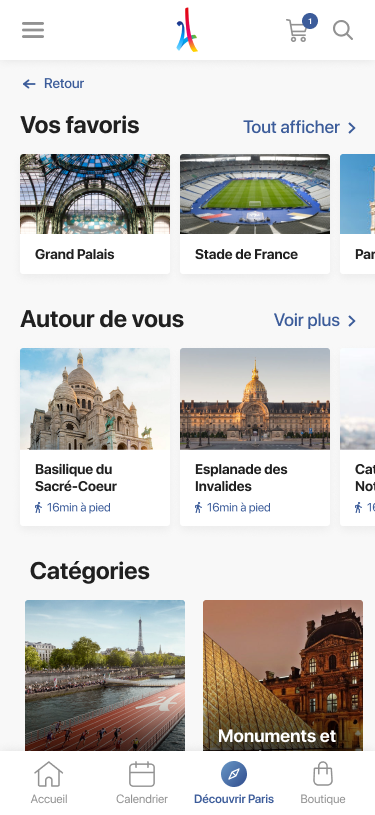 1
Retour
Vos favoris
Tout afficher
Grand Palais
Stade de France
Par
Autour de vous
Voir plus
Basilique du
Sacré-Coeur
16min à pied
Esplanade des
Invalides
16min à pied
Cat
Not
16
Catégories
Monuments et
Accueil
Calendrier
Découvrir Paris
Boutique